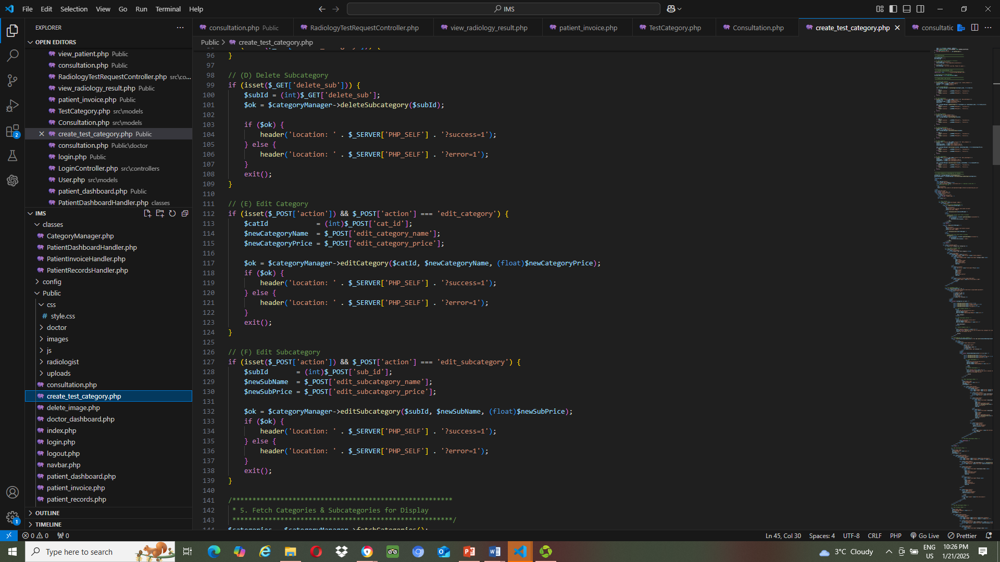 File Edit Selection View Go Run Terminal Help
IMS
EXPLORER
OPEN EDITORS
view_patient.php Public
consultation.php Public
RadiologyTestRequestController.php src\co...
view_radiology_result.php Public
patient_invoice.php Public
TestCategory.php src\models
Consultation.php src\models
create_test_category.php Public
consultation.php Public\doctor
login.php Public
LoginController.php src\controllers
User.php src\models
patient_dashboard.php Public
PatientDashboardHandler.php classes
IMS
classes
CategoryManager.php
PatientDashboardHandler.php
PatientInvoiceHandler.php
PatientRecordsHandler.php
config
Public
css
# style.css
doctor
images
js
radiologist
uploads
consultation.php
create_test_category.php
delete_image.php
doctor_dashboard.php
index.php
login.php
logout.php
navbar.php
patient_dashboard.php
patient_invoice.php
patient_records.php
OUTLINE
TIMELINE
2
1
consultation.php Public
RadiologyTestRequestController.php
view_radiology_result.php
patient_invoice.php
TestCategory.php
Consultation.php
create_test_category.php
consultatic
Public > create_test_category.php
96 }
97
98 // (D) Delete Subcategory
99 if (isset($_GET['delete_sub'])) {
100 $subId = (int)$_GET['delete_sub'];
101 $ok = $categoryManager->deleteSubcategory($subId);
102
103 if ($ok) {
104 header('Location: ' . $_SERVER['PHP_SELF'] . '?success=1');
105 } else {
106 header('Location: ' . $_SERVER['PHP_SELF'] . '?error=1');
107 }
108 exit();
109 }
110
111 // (E) Edit Category
112 if (isset($_POST['action']) && $_POST['action'] === 'edit_category') {
113 $catId = (int)$_POST['cat_id'];
114 $newCategoryName = $_POST['edit_category_name'];
115 $newCategoryPrice = $_POST['edit_category_price'];
116
117 $ok = $categoryManager->editCategory($catId, $newCategoryName, (float)$newCategoryPrice);
118 if ($ok) {
119 header('Location: ' . $_SERVER['PHP_SELF'] . '?success=1');
120 } else {
121 header('Location: ' . $_SERVER['PHP_SELF'] . '?error=1');
122 }
123 exit();
124 }
125
126 // (F) Edit Subcategory
127 if (isset($_POST['action']) && $_POST['action'] === 'edit_subcategory') {
128 $subId = (int)$_POST['sub_id'];
129 $newSubName = $_POST['edit_subcategory_name'];
130 $newSubPrice = $_POST['edit_subcategory_price'];
131
132 $ok = $categoryManager->editSubcategory($subId, $newSubName, (float)$newSubPrice);
133 if ($ok) {
134 header('Location: ' . $_SERVER['PHP_SELF'] . '?success=1');
135 } else {
136 header('Location: ' . $_SERVER['PHP_SELF'] . '?error=1');
137 }
138 exit();
139 }
140
141 /*******************************************************
142 * 5. Fetch Categories & Subcategories for Display
143 *******************************************************/
144 $categories = $categoryManager->fetchCategories();
0 0 0
Ln 45, Col 30 Spaces: 4 UTF-8 CRLF PHP Go Live Prettier
Type here to search
3°C Cloudy
ENG
US
10:26 PM
1/21/2025